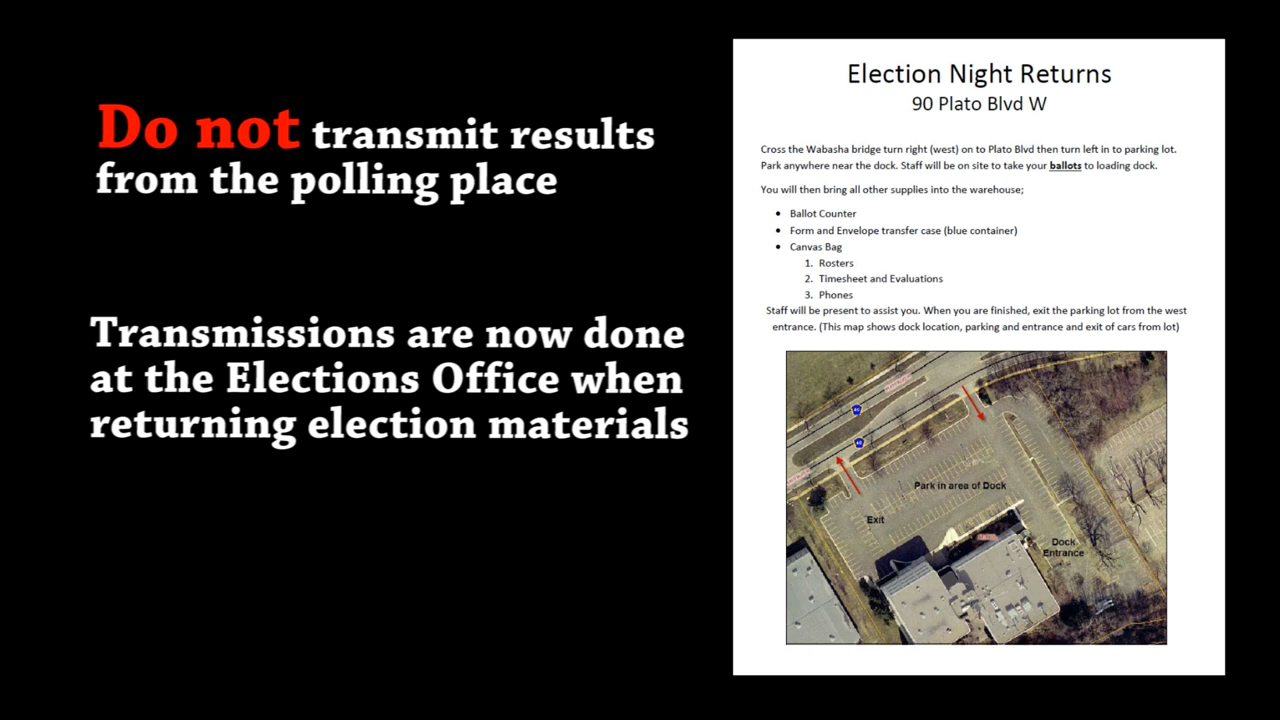 Do not transmit results
from the polling place
Transmissions are now done
at the Elections Office when
returning election materials
Election Night Returns
90 Plato Blvd W
Cross the Wabasha bridge turn right (west) on to Plato Blvd then turn left in to parking lot.
Park anywhere near the dock. Staff will be on site to take your ballots to loading dock.
You will then bring all other supplies into the warehouse;
• Ballot Counter
• Form and Envelope transfer case (blue container)
• Canvas Bag
1. Rosters
2. Timesheet and Evaluations
3. Phones
Staff will be present to assist you. When you are finished, exit the parking lot from the west
entrance. (This map shows dock location, parking and entrance and exit of cars from lot)
Park in area of Dock
Exit
Dock
Entrance